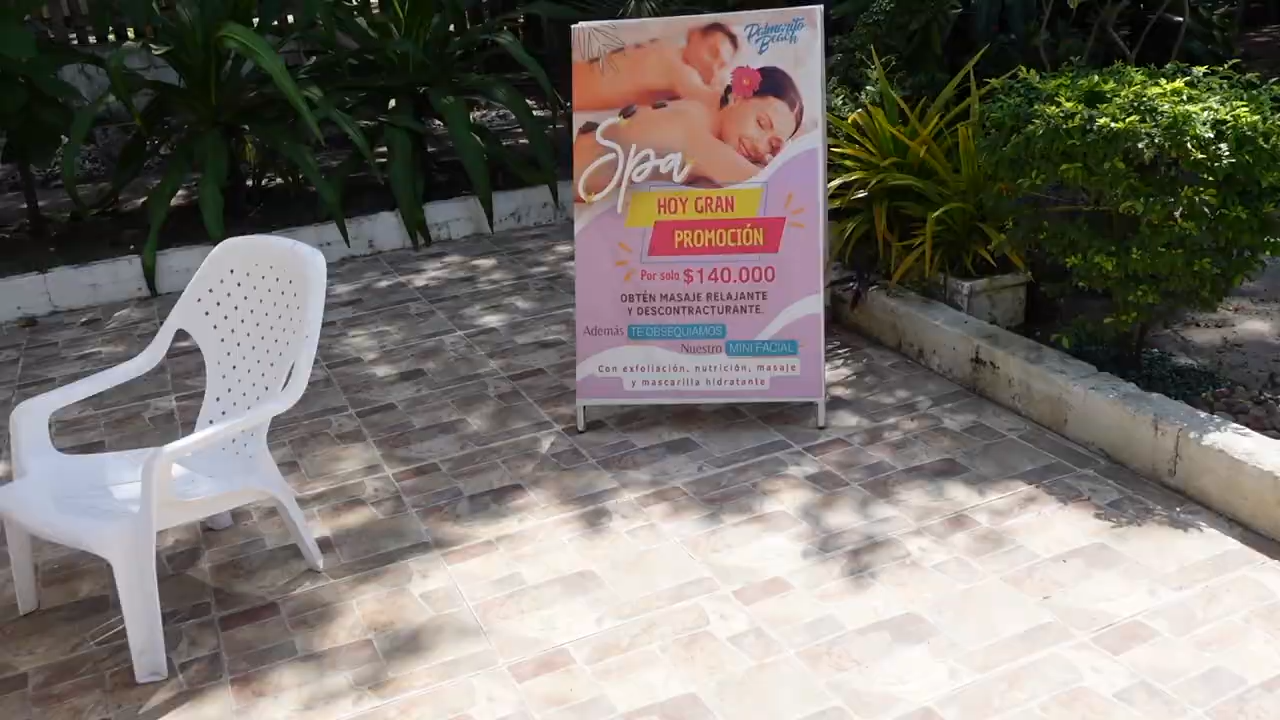 Palmarito
Beach
Spa
HOY GRAN
PROMOCIÓN
Por solo $140.000
OBTÉN MASAJE RELAJANTE
Y DESCONTRACTURANTE.
Además TE OBSEQUIAMOS
Nuestro MINI FACIAL
Con exfoliación, nutrición, masaje
y mascarilla hidratante